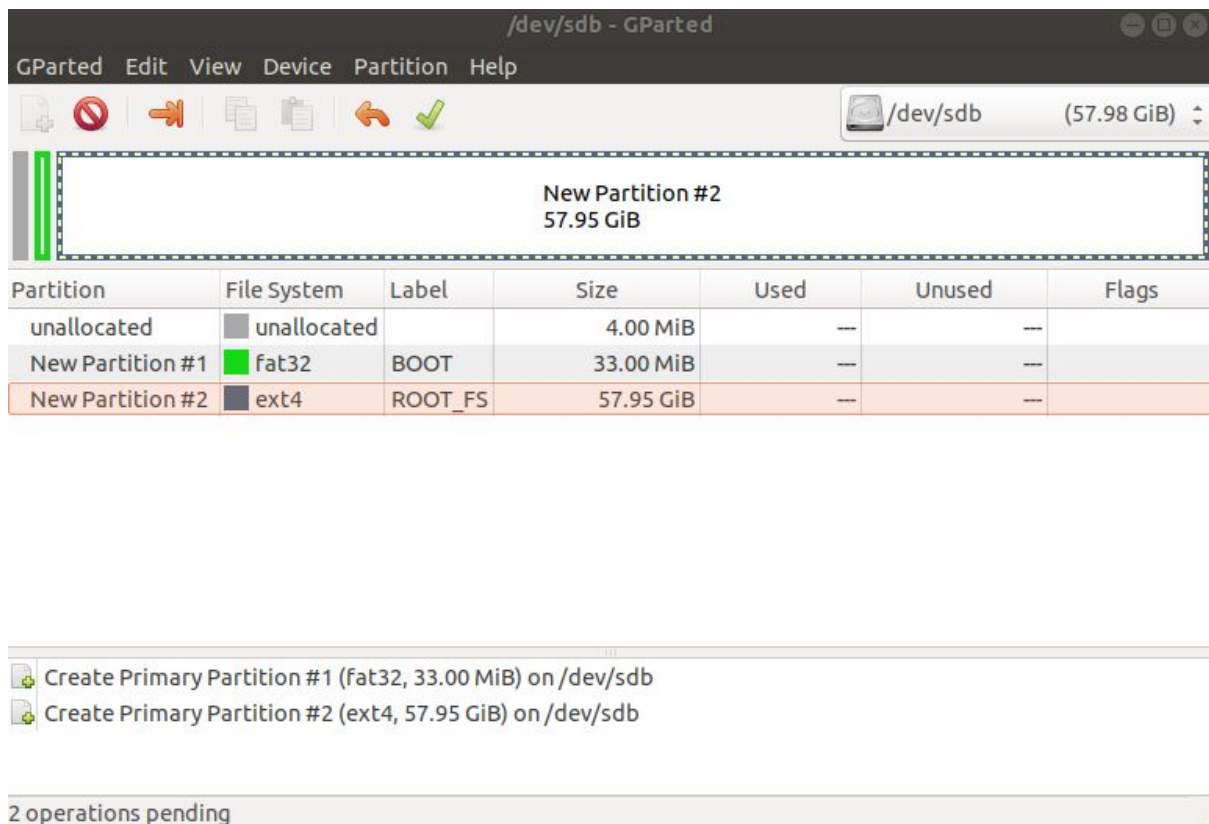 /dev/sdb - GParted
GParted Edit View Device Partition Help
/dev/sdb (57.98 GiB)
New Partition #2
57.95 GiB
Partition File System Label Size Used Unused Flags
unallocated unallocated 4.00 MiB --- ---
New Partition #1 fat32 BOOT 33.00 MiB --- ---
New Partition #2 ext4 ROOT_FS 57.95 GiB --- ---
Create Primary Partition #1 (fat32, 33.00 MiB) on /dev/sdb
Create Primary Partition #2 (ext4, 57.95 GiB) on /dev/sdb
2 operations pending